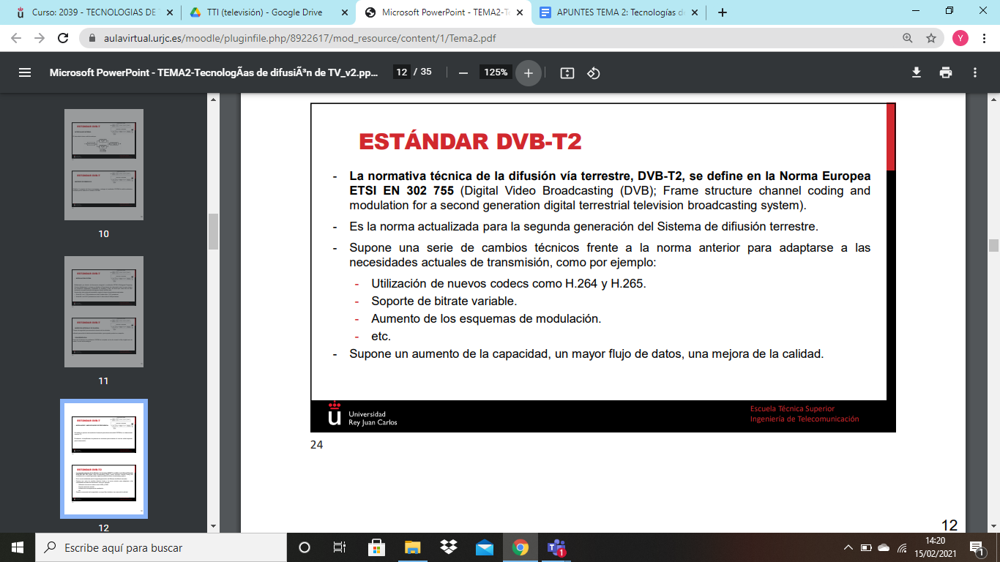 Curso: 2039 - TECNOLOGIAS DE
TTI (televisión) - Google Drive
Microsoft PowerPoint - TEMA2-Te
APUNTES TEMA 2: Tecnologías d
aulavirtual.urjc.es/moodle/pluginfile.php/8922617/mod_resource/content/1/Tema2.pdf
Y
Microsoft PowerPoint - TEMA2-TecnologÃas de difusiÃ³n de TV_v2.pp...
12 / 35
125%
10
11
12
ESTÁNDAR DVB-T2
- La normativa técnica de la difusión vía terrestre, DVB-T2, se define en la Norma Europea
ETSI EN 302 755 (Digital Video Broadcasting (DVB); Frame structure channel coding and
modulation for a second generation digital terrestrial television broadcasting system).
- Es la norma actualizada para la segunda generación del Sistema de difiusión terrestre.
- Supone una serie de cambios técnicos frente a la norma anterior para adaptarse a las
necesidades actuales de transmisión, como por ejemplo:
- Utilización de nuevos codecs como H.264 y H.265.
- Soporte de bitrate variable.
- Aumento de los esquemas de modulación.
- etc.
- Supone un aumento de la capacidad, un mayor flujo de datos, una mejora de la calidad.
Universidad
Rey Juan Carlos
Escuela Técnica Superior
Ingeniería de Telecomunicación
24
12
Escribe aquí para buscar
1
14:20
15/02/2021
1